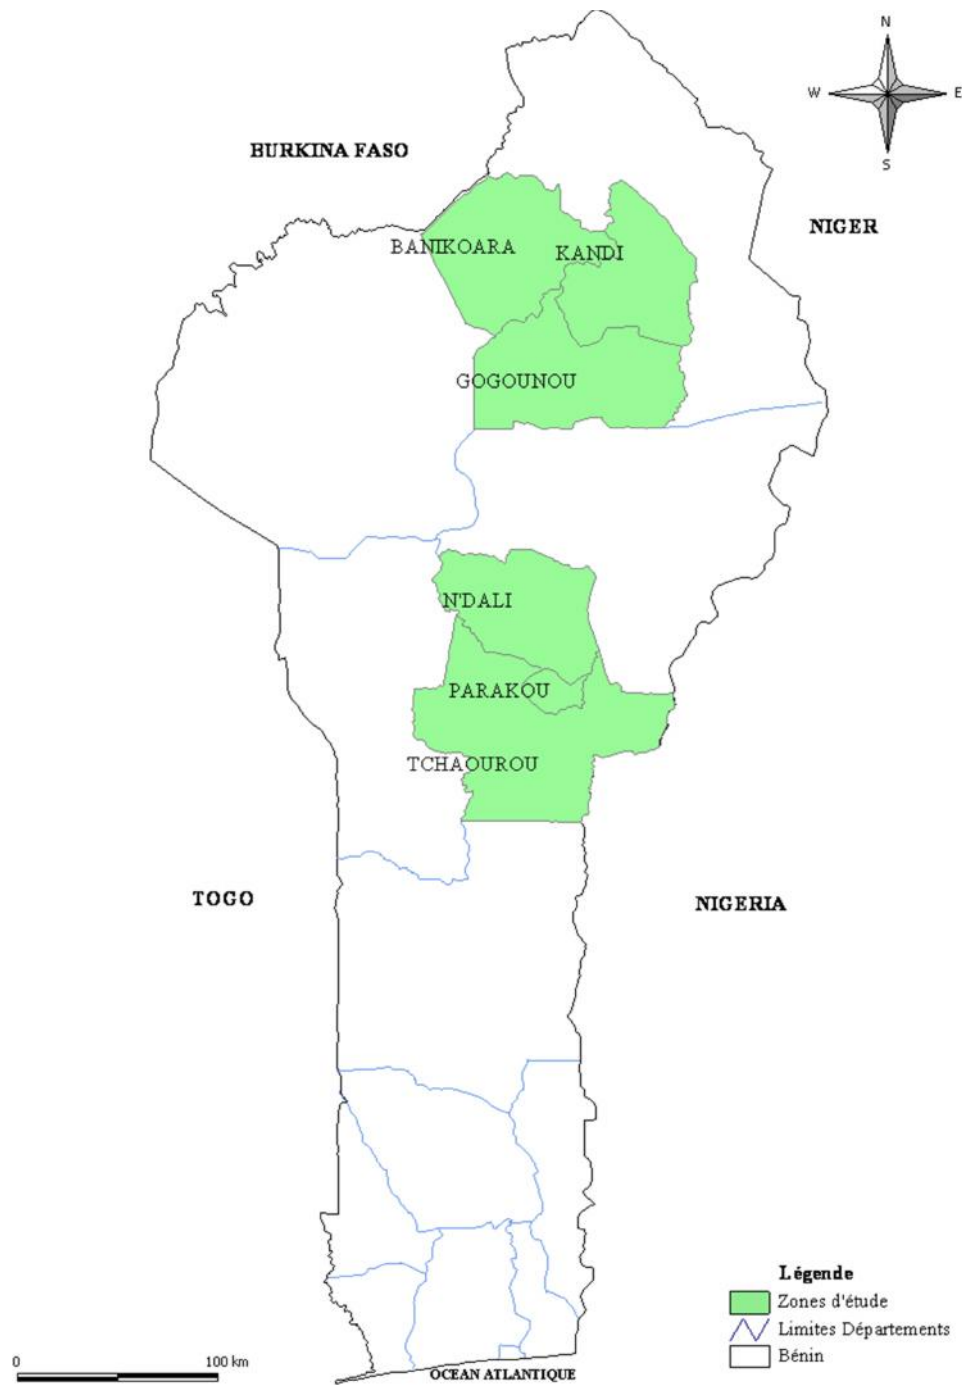 N
W E
S
BURKINA FASO
NIGER
BANIKOARA
KANDI
GOGOUNOU
N'DALI
PARAKOU
TCHAOUROU
TOGO
NIGERIA
Légende
Zones d'étude
Limites Départements
Bénin
0 100 km
OCEAN ATLANTIQUE